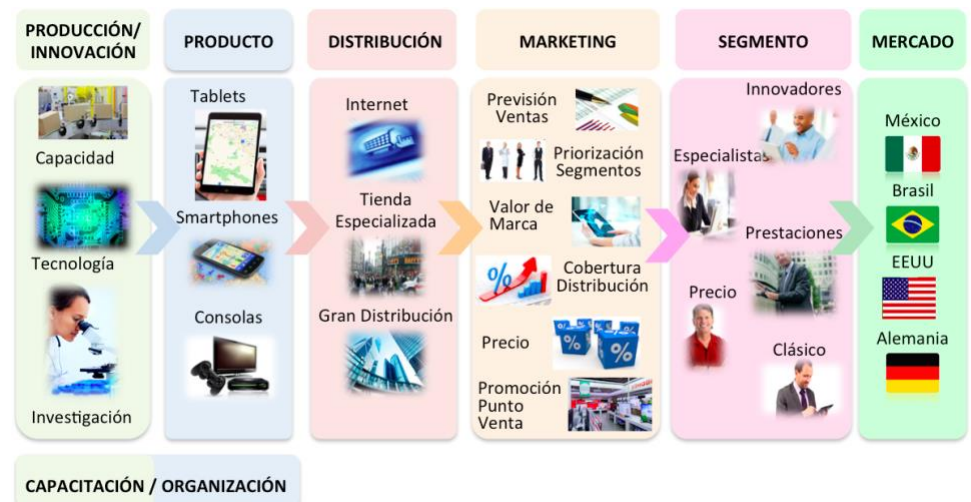 PRODUCCIÓN/
INNOVACIÓN
PRODUCTO
DISTRIBUCIÓN
MARKETING
SEGMENTO
MERCADO
Capacidad
Tecnología
Investigación
Tablets
Smartphones
Consolas
Internet
Tienda
Especializada
Gran Distribución
Previsión
Ventas
Priorización
Segmentos
Valor de
Marca
%
Cobertura
Distribución
Precio
% %
Promoción
Punto
Venta
Innovadores
Especialistas
Prestaciones
Precio
Clásico
México
Brasil
EEUU
Alemania
CAPACITACIÓN / ORGANIZACIÓN